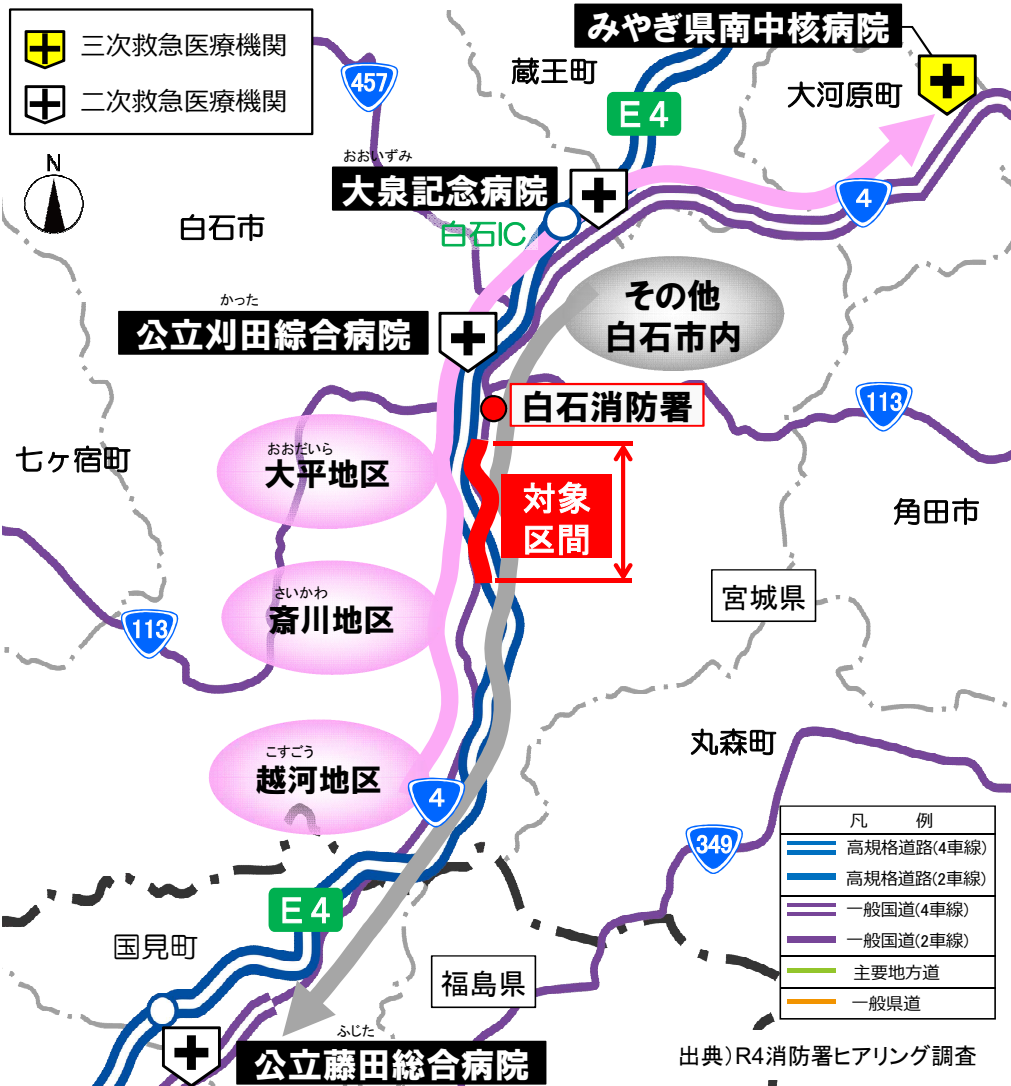 三次救急医療機関
二次救急医療機関
みやぎ県南中核病院
457
蔵王町
大河原町
E4
N
おおいずみ
大泉記念病院
4
白石市
白石IC
その他
白石市内
かった
公立刈田綜合病院
白石消防署
113
おおだいら
大平地区
七ヶ宿町
対象
区間
角田市
さいかわ
斎川地区
宮城県
113
こすごう
越河地区
丸森町
4
349
凡 例
高規格道路(4車線)
高規格道路(2車線)
一般国道(4車線)
一般国道(2車線)
主要地方道
一般県道
E4
国見町
福島県
ふじた
公立藤田総合病院
出典)R4消防署ヒアリング調査